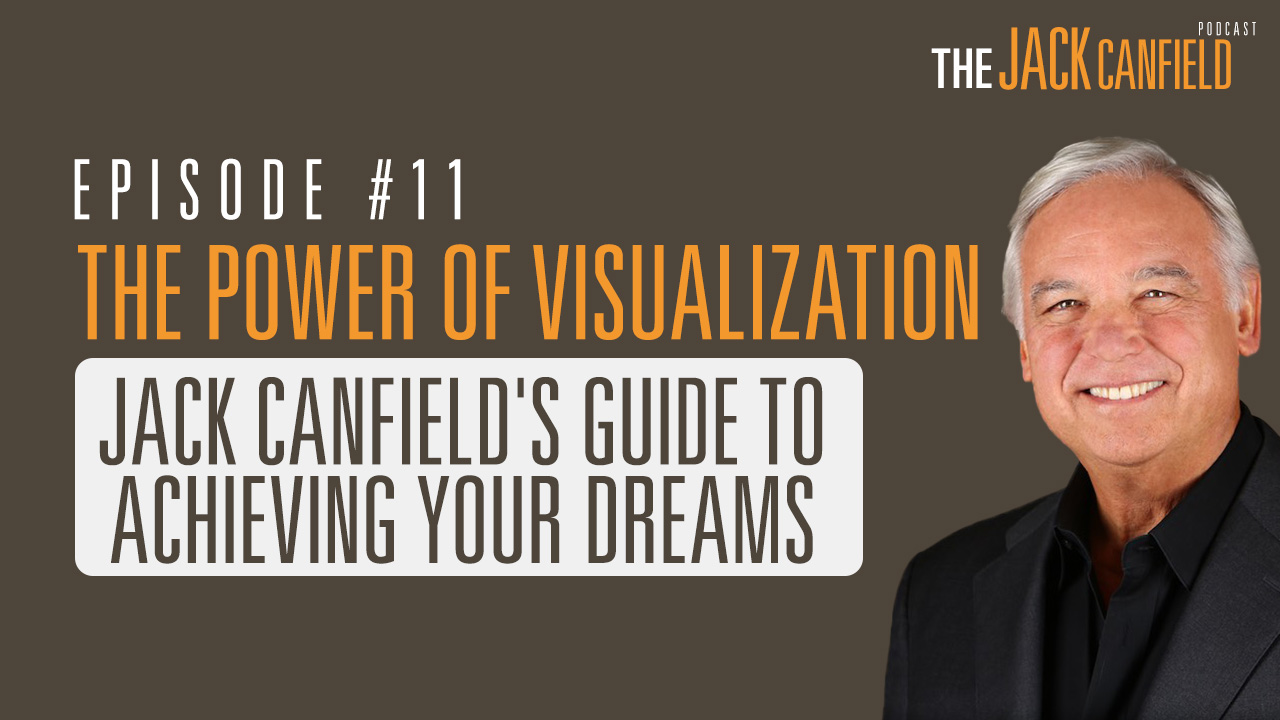 PODCAST
THE JACK CANFIELD
EPISODE #11
THE POWER OF VISUALIZATION
JACK CANFIELD'S GUIDE TO
ACHIEVING YOUR DREAMS